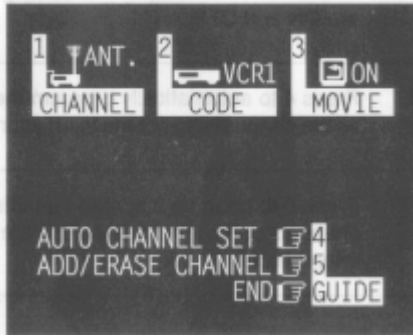 1 ANT. 2 VCR1 3 ON
CHANNEL CODE MOVIE
AUTO CHANNEL SET 4
ADD/ERASE CHANNEL 5
END GUIDE